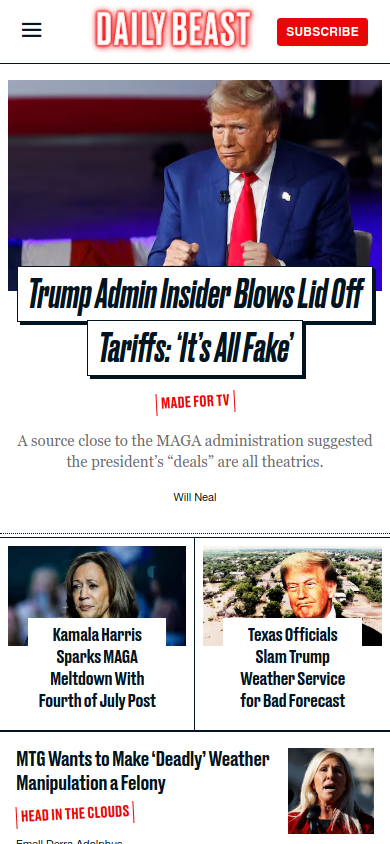 DAILY BEAST
SUBSCRIBE
Trump Admin Insider Blows Lid Off
Tariffs: ‘It’s All Fake’
MADE FOR TV
A source close to the MAGA administration suggested
the president’s “deals” are all theatrics.
Will Neal
Kamala Harris
Sparks MAGA
Meltdown With
Fourth of July Post
Texas Officials
Slam Trump
Weather Service
for Bad Forecast
MTG Wants to Make ‘Deadly’ Weather
Manipulation a Felony
HEAD IN THE CLOUDS